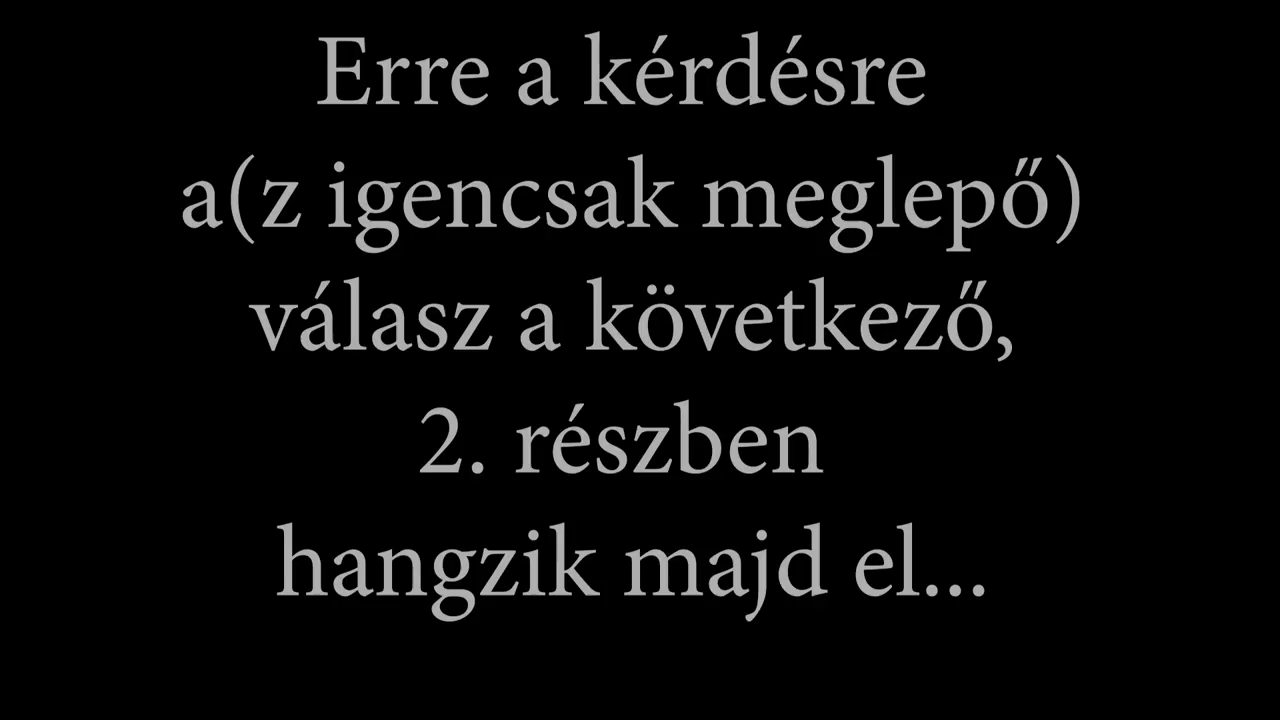 Erre a kérdésre
a(z igencsak meglepő)
válasz a következő,
2. részben
hangzik majd el...